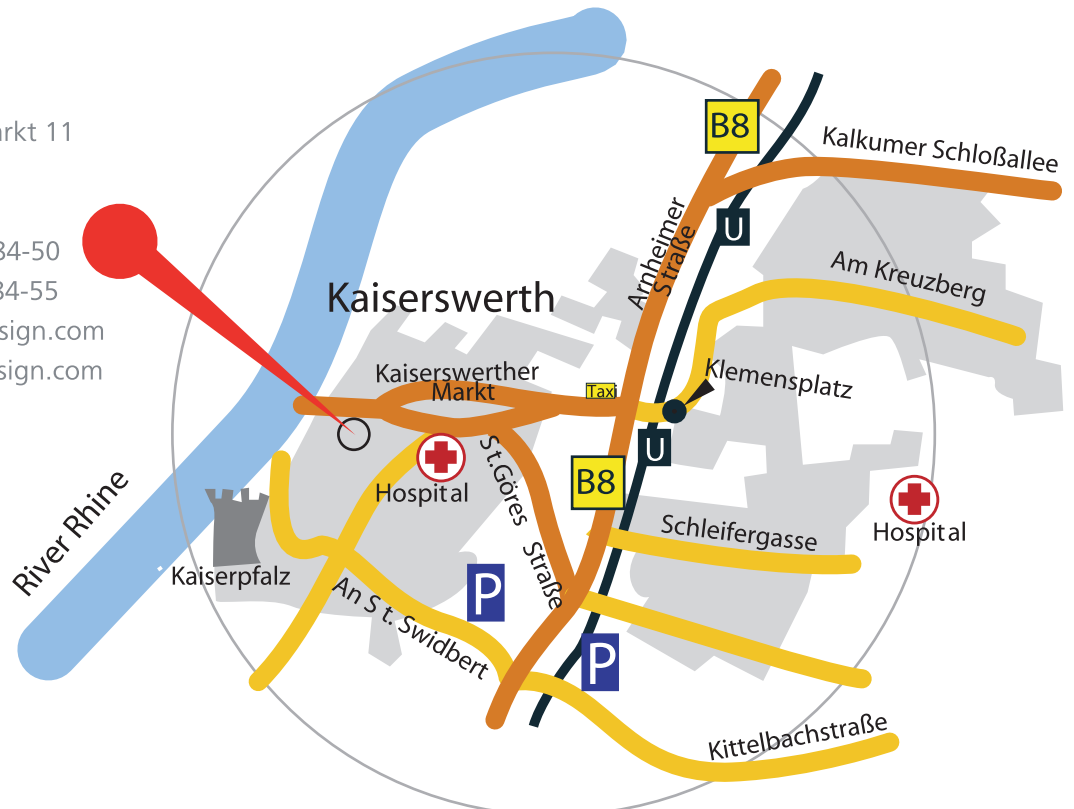 arkt 11
34-50
34-55
sign.com
sign.com
B8
Kalkumer Schloßallee
U
Arnheimer
Straße
Am Kreuzberg
Kaiserswerth
Kaiserswerther
Markt
Taxi
Klemensplatz
U
B8
Hospital
St.Göres Straße
Hospital
Schleifergasse
River Rhine
Kaiserpfalz
An St. Swidbert
P
P
Kittelbachstraße